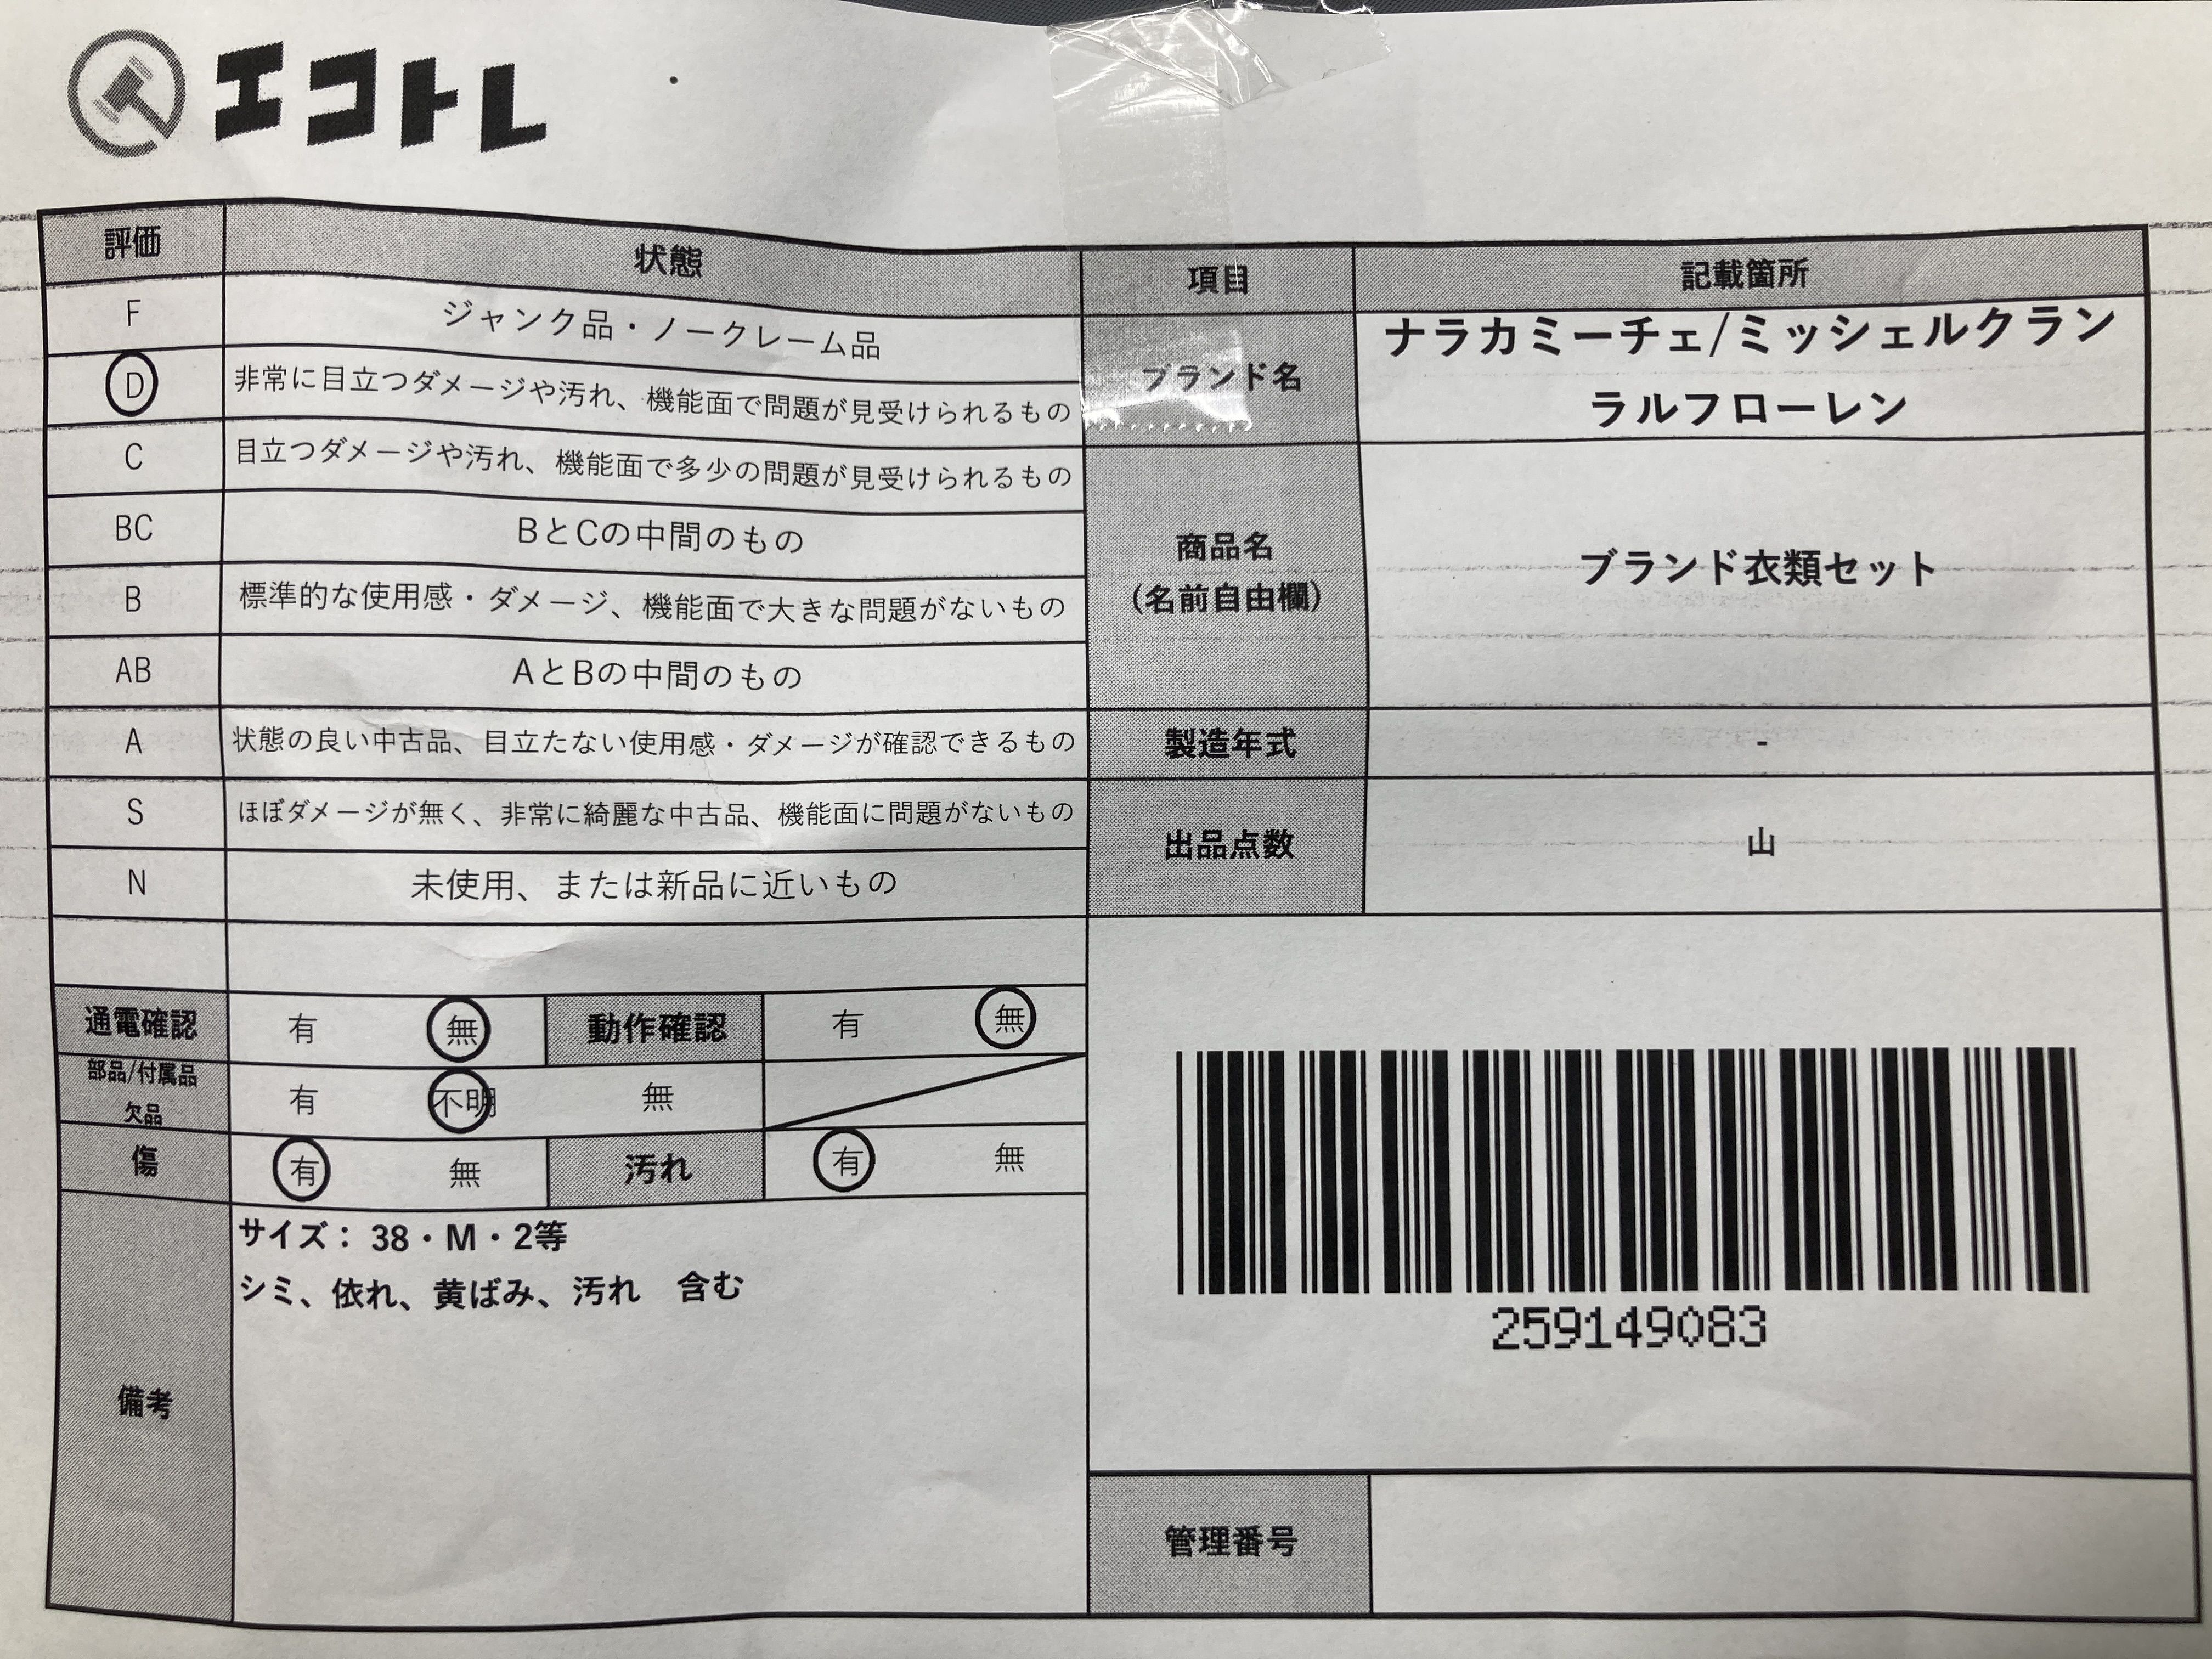 エコトレ
評価 状態
F ジャンク品・ノークレーム品
D 非常に目立つダメージや汚れ、機能面で問題が見受けられるもの
C 目立つダメージや汚れ、機能面で多少の問題が見受けられるもの
BC BとCの中間のもの
B 標準的な使用感・ダメージ、機能面で大きな問題がないもの
AB AとBの中間のもの
A 状態の良い中古品、目立たない使用感・ダメージが確認できるもの
S ほぼダメージが無く、非常に綺麗な中古品、機能面に問題がないもの
N 未使用、または新品に近いもの
通電確認 有 無 動作確認 有 無
部品/付属品
欠品 有 不明 無
傷 有 無 汚れ 有 無
備考
サイズ：38・M・2等
シミ、依れ、黄ばみ、汚れ 含む
項目 記載箇所
ブランド名
ナラカミーチェ/ミッシェルクラン
ラルフローレン
商品名
（名前自由欄）
ブランド衣類セット
製造年式 -
出品点数 山
259149083
管理番号